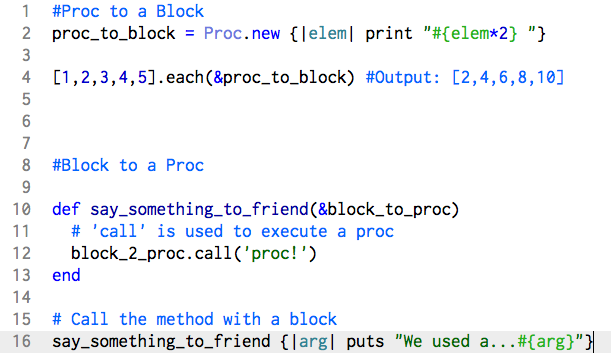 1 #Proc to a Block
2 proc_to_block = Proc.new {|elem| print "#{elem*2} "}
3
4 [1,2,3,4,5].each(&proc_to_block) #Output: [2,4,6,8,10]
5
6
7
8 #Block to a Proc
9
10 def say_something_to_friend(&block_to_proc)
11   # 'call' is used to execute a proc
12   block_2_proc.call('proc!')
13 end
14
15 # Call the method with a block
16 say_something_to_friend {|arg| puts "We used a...#{arg}"}